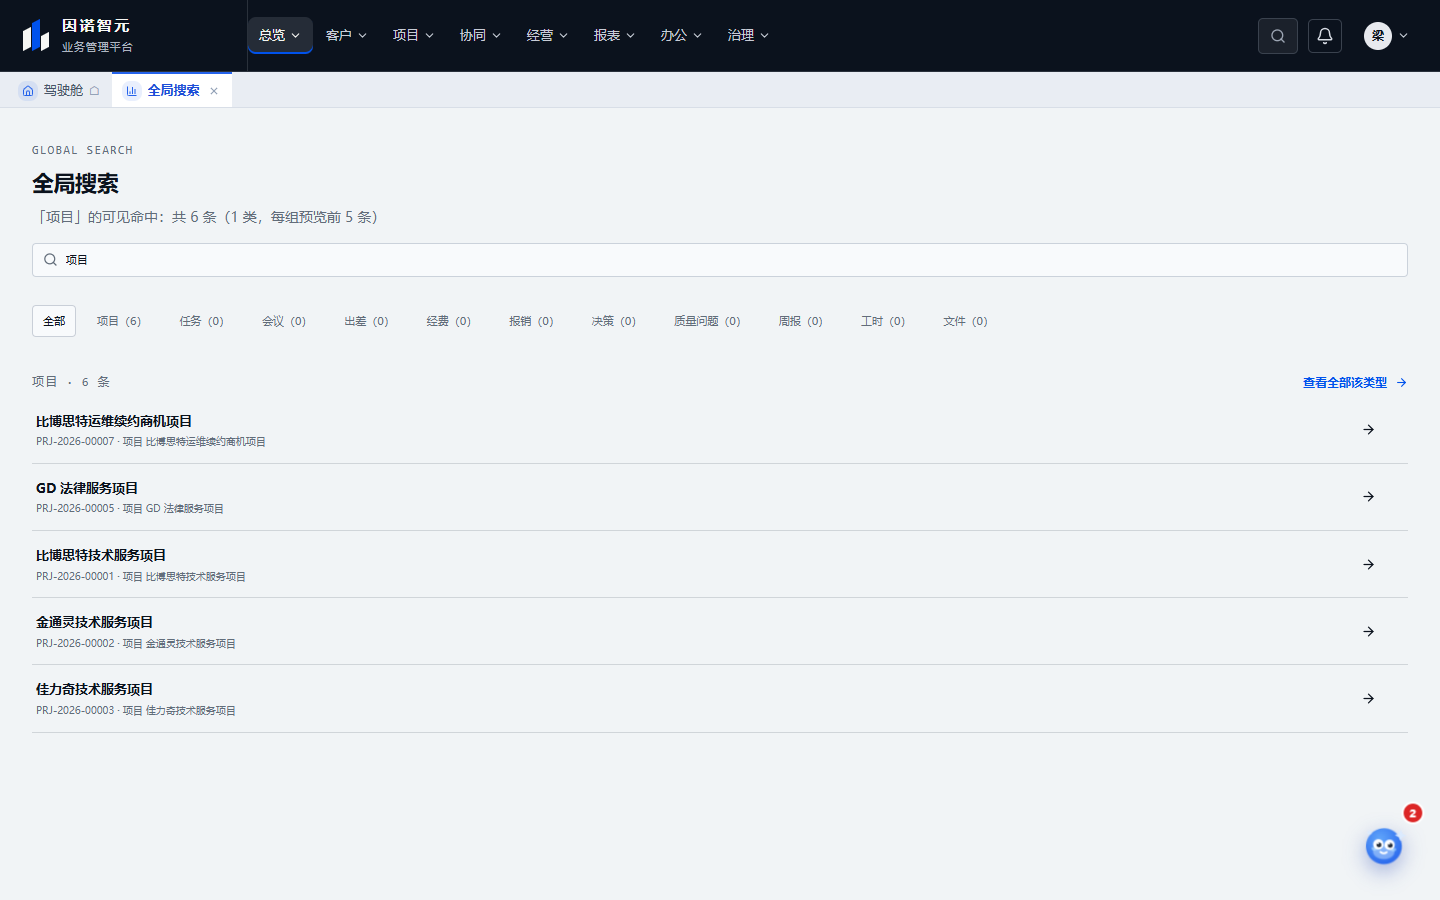 因诺智元
业务管理平台
总览 客户 项目 协同 经营 报表 办公 治理
梁
驾驶舱 全局搜索
GLOBAL SEARCH
全局搜索
「项目」的可见命中：共 6 条（1 类，每组预览前 5 条）
项目
全部 项目（6） 任务（0） 会议（0） 出差（0） 经费（0） 报销（0） 决策（0） 质量问题（0） 周报（0） 工时（0） 文件（0）
项目 · 6 条 查看全部该类型
比博思特运维续约商机项目
PRJ-2026-00007 · 项目 比博思特运维续约商机项目
GD 法律服务项目
PRJ-2026-00005 · 项目 GD 法律服务项目
比博思特技术服务项目
PRJ-2026-00001 · 项目 比博思特技术服务项目
金通灵技术服务项目
PRJ-2026-00002 · 项目 金通灵技术服务项目
佳力奇技术服务项目
PRJ-2026-00003 · 项目 佳力奇技术服务项目
2